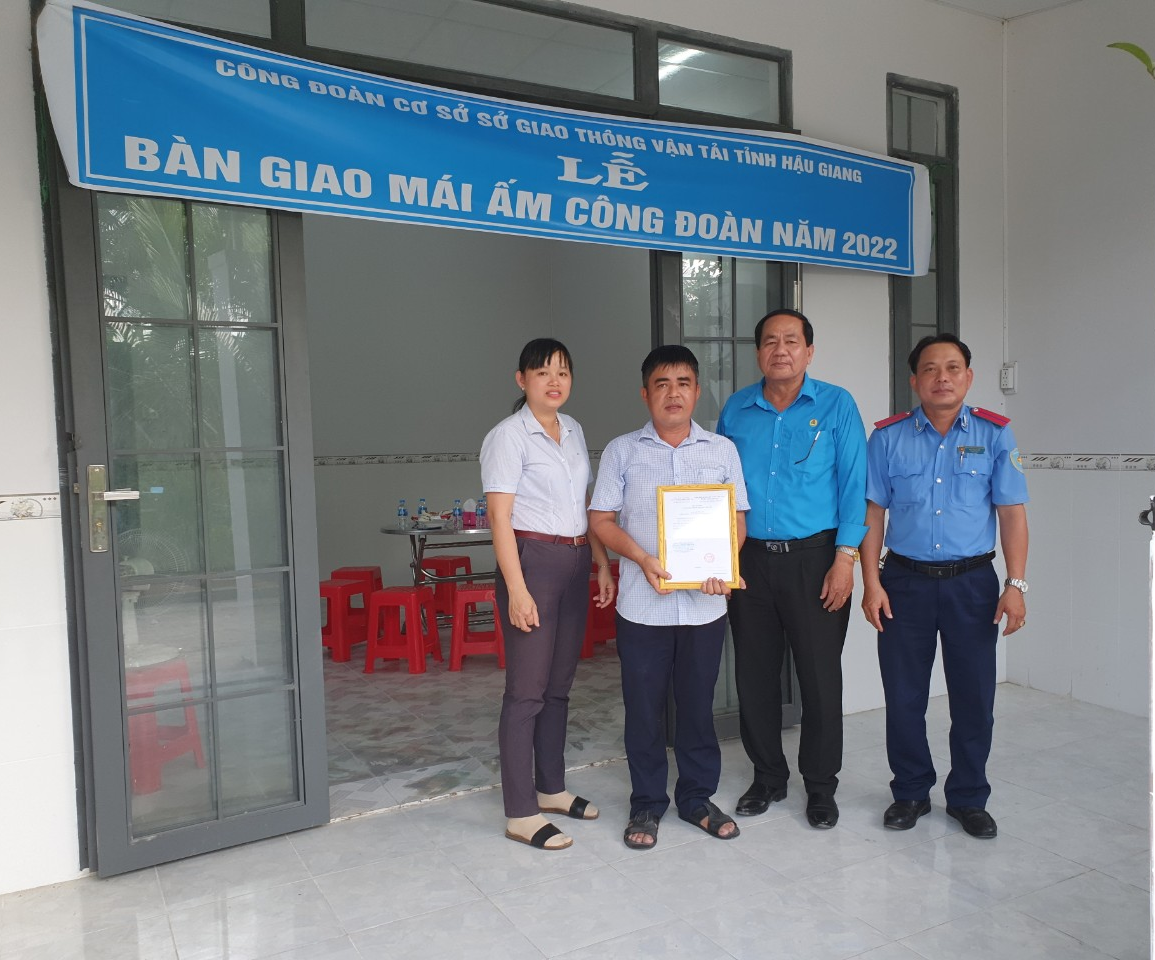 CÔNG ĐOÀN CƠ SỞ SỞ GIAO THÔNG VẬN TẢI TỈNH HẬU GIANG
LỄ
BÀN GIAO MÁI ẤM CÔNG ĐOÀN NĂM 2022